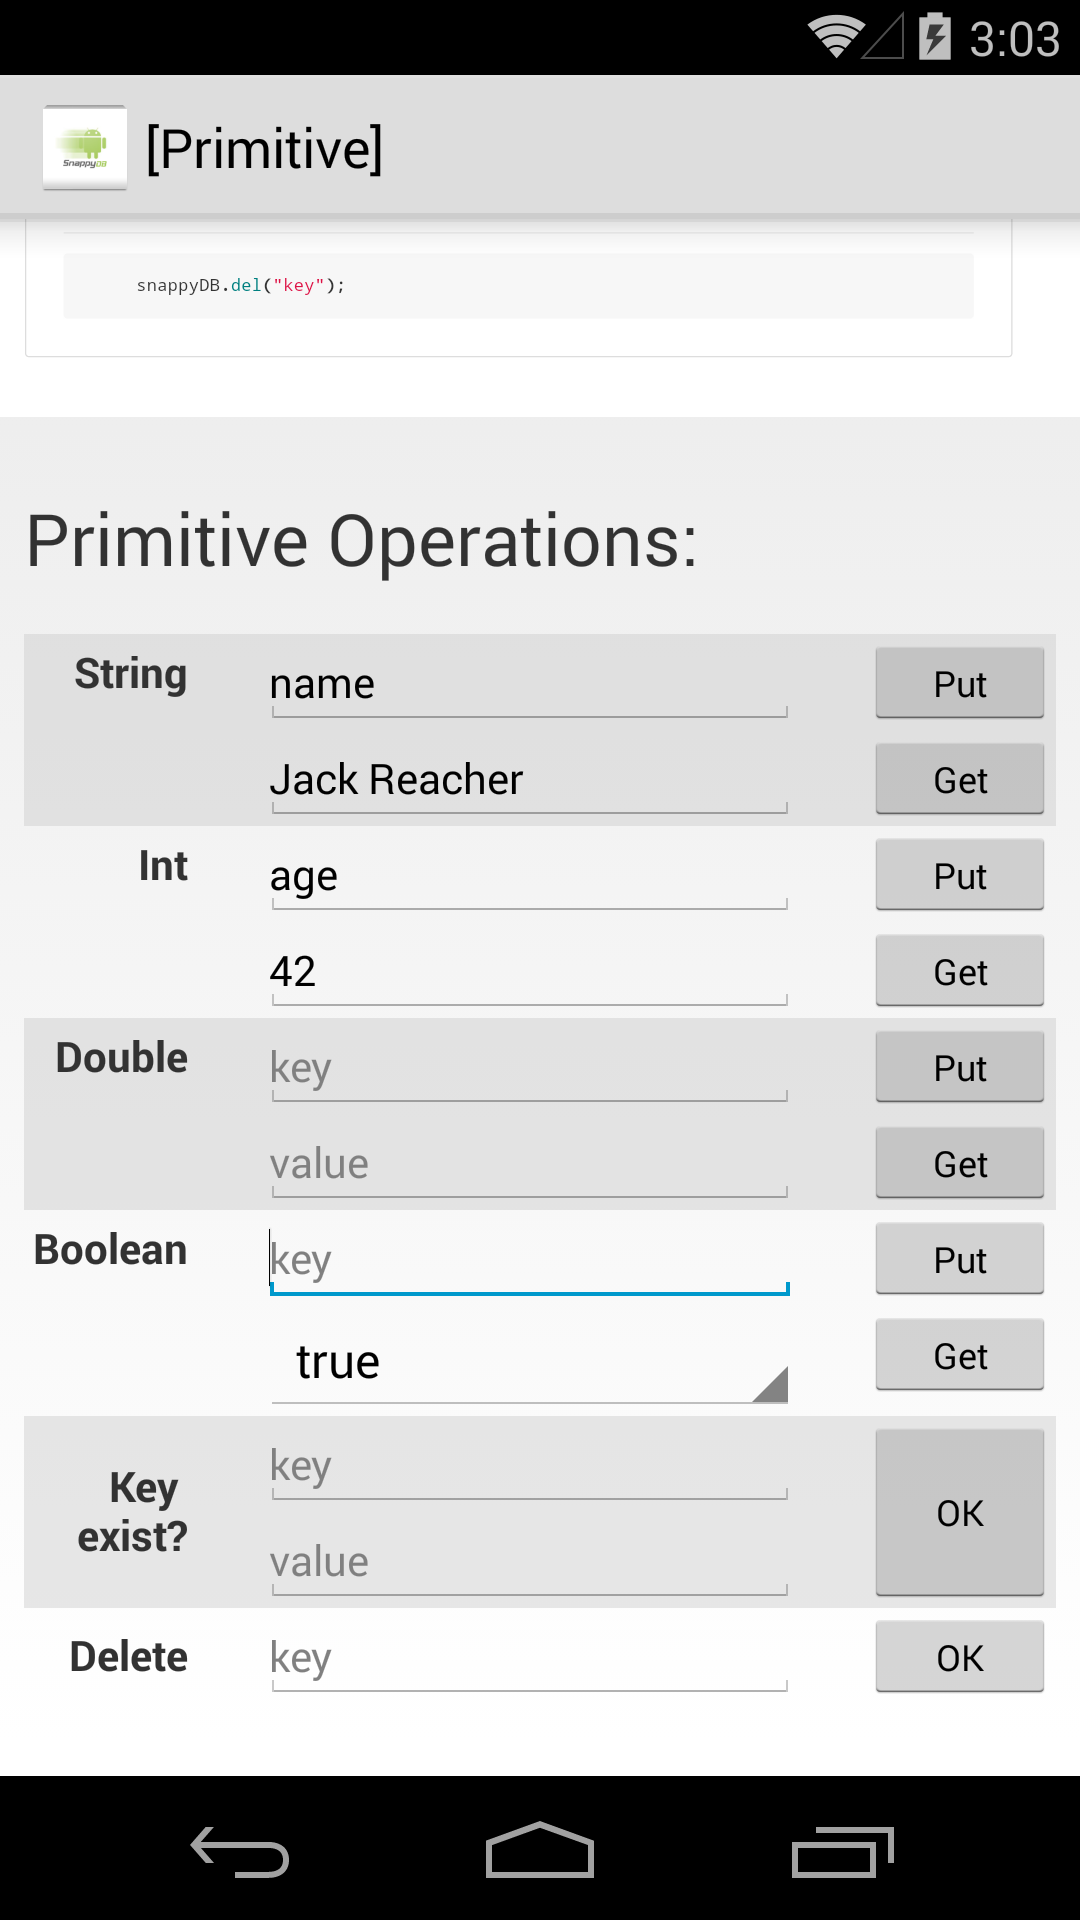 3:03
SnappyDB
[Primitive]
snappyDB.del("key");
Primitive Operations:
String name Put
Jack Reacher Get
Int age Put
42 Get
Double key Put
value Get
Boolean key Put
true Get
Key exist? key OK
value
Delete key OK